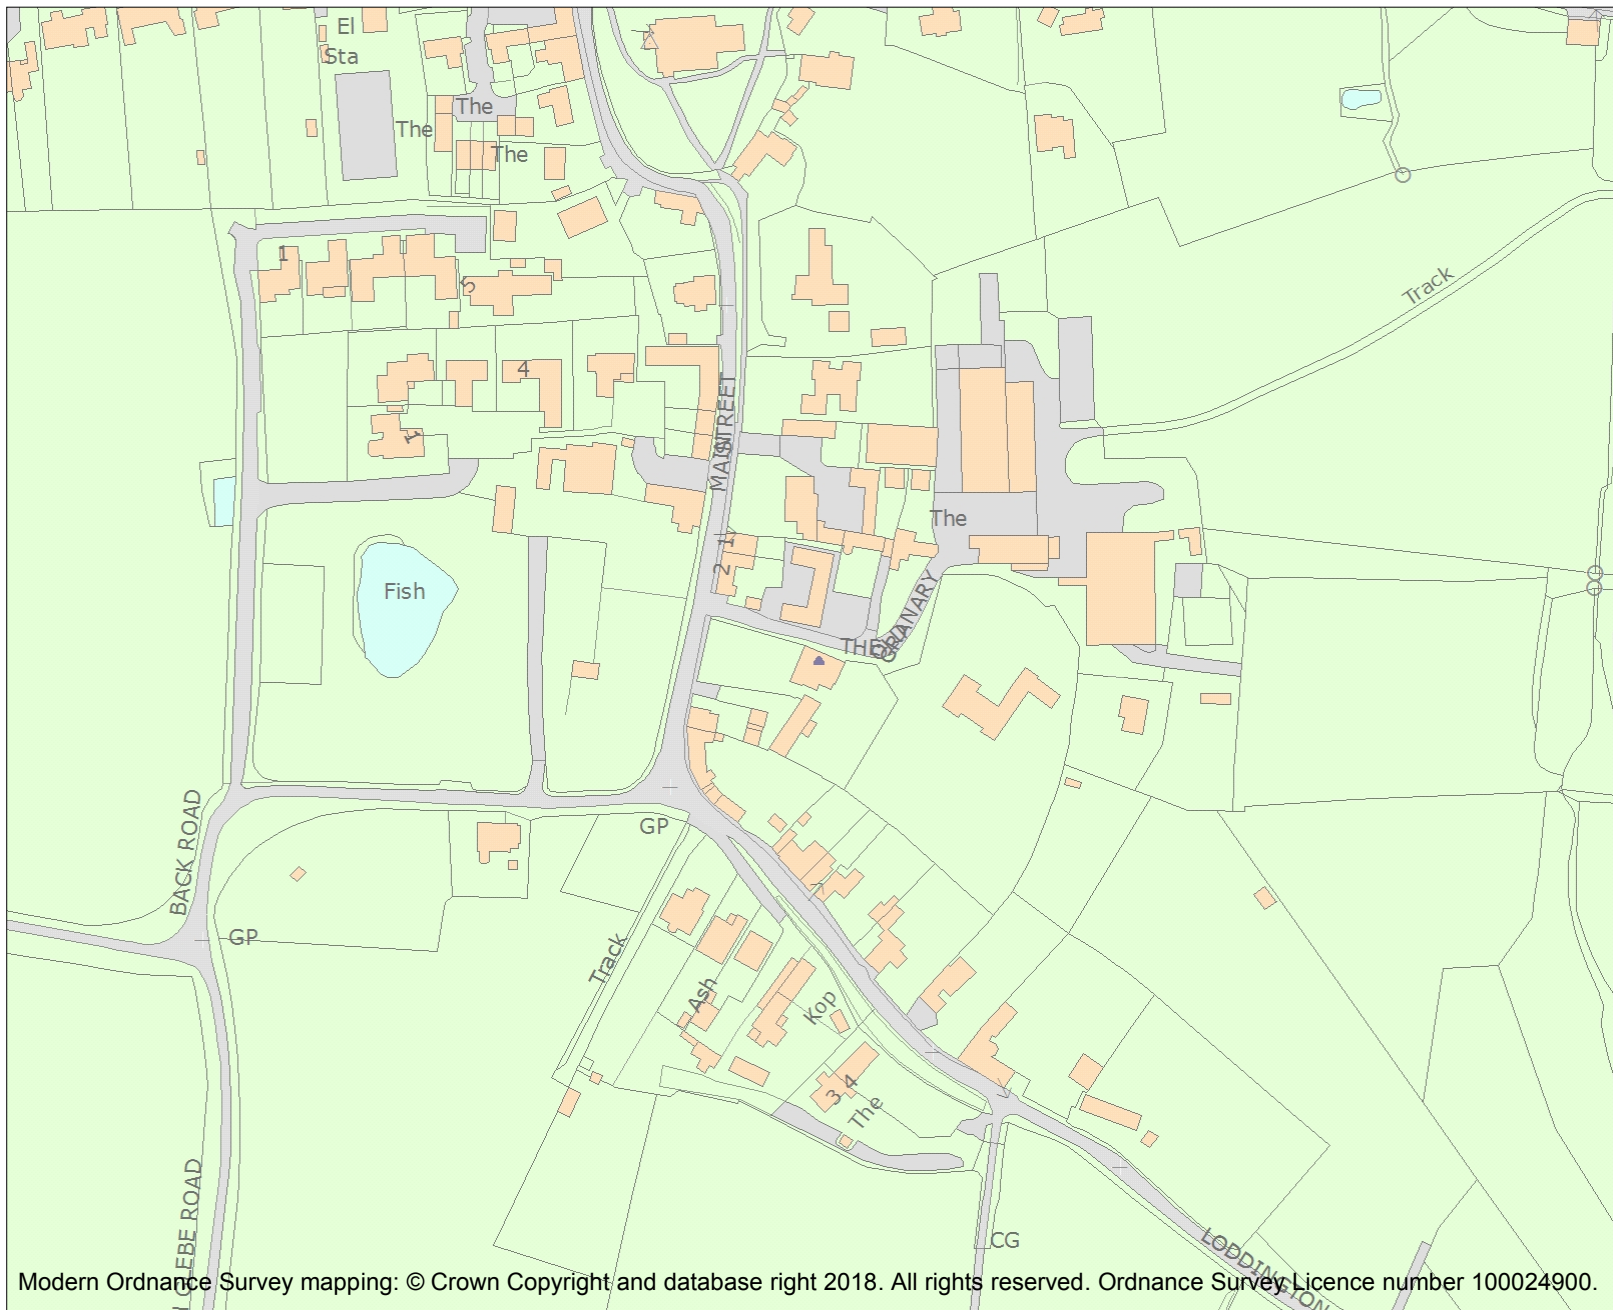 El
Sta
The
The
The
1
5
4
1
Track
MAIN STREET
The
1
2
Fish
THE OLD GRANARY
BACK ROAD
GP
GP
Track
Ash
Kop
3 4
The
CG
GLEBE ROAD
LODDINGTON
Modern Ordnance Survey mapping: © Crown Copyright and database right 2018. All rights reserved. Ordnance Survey Licence number 100024900.